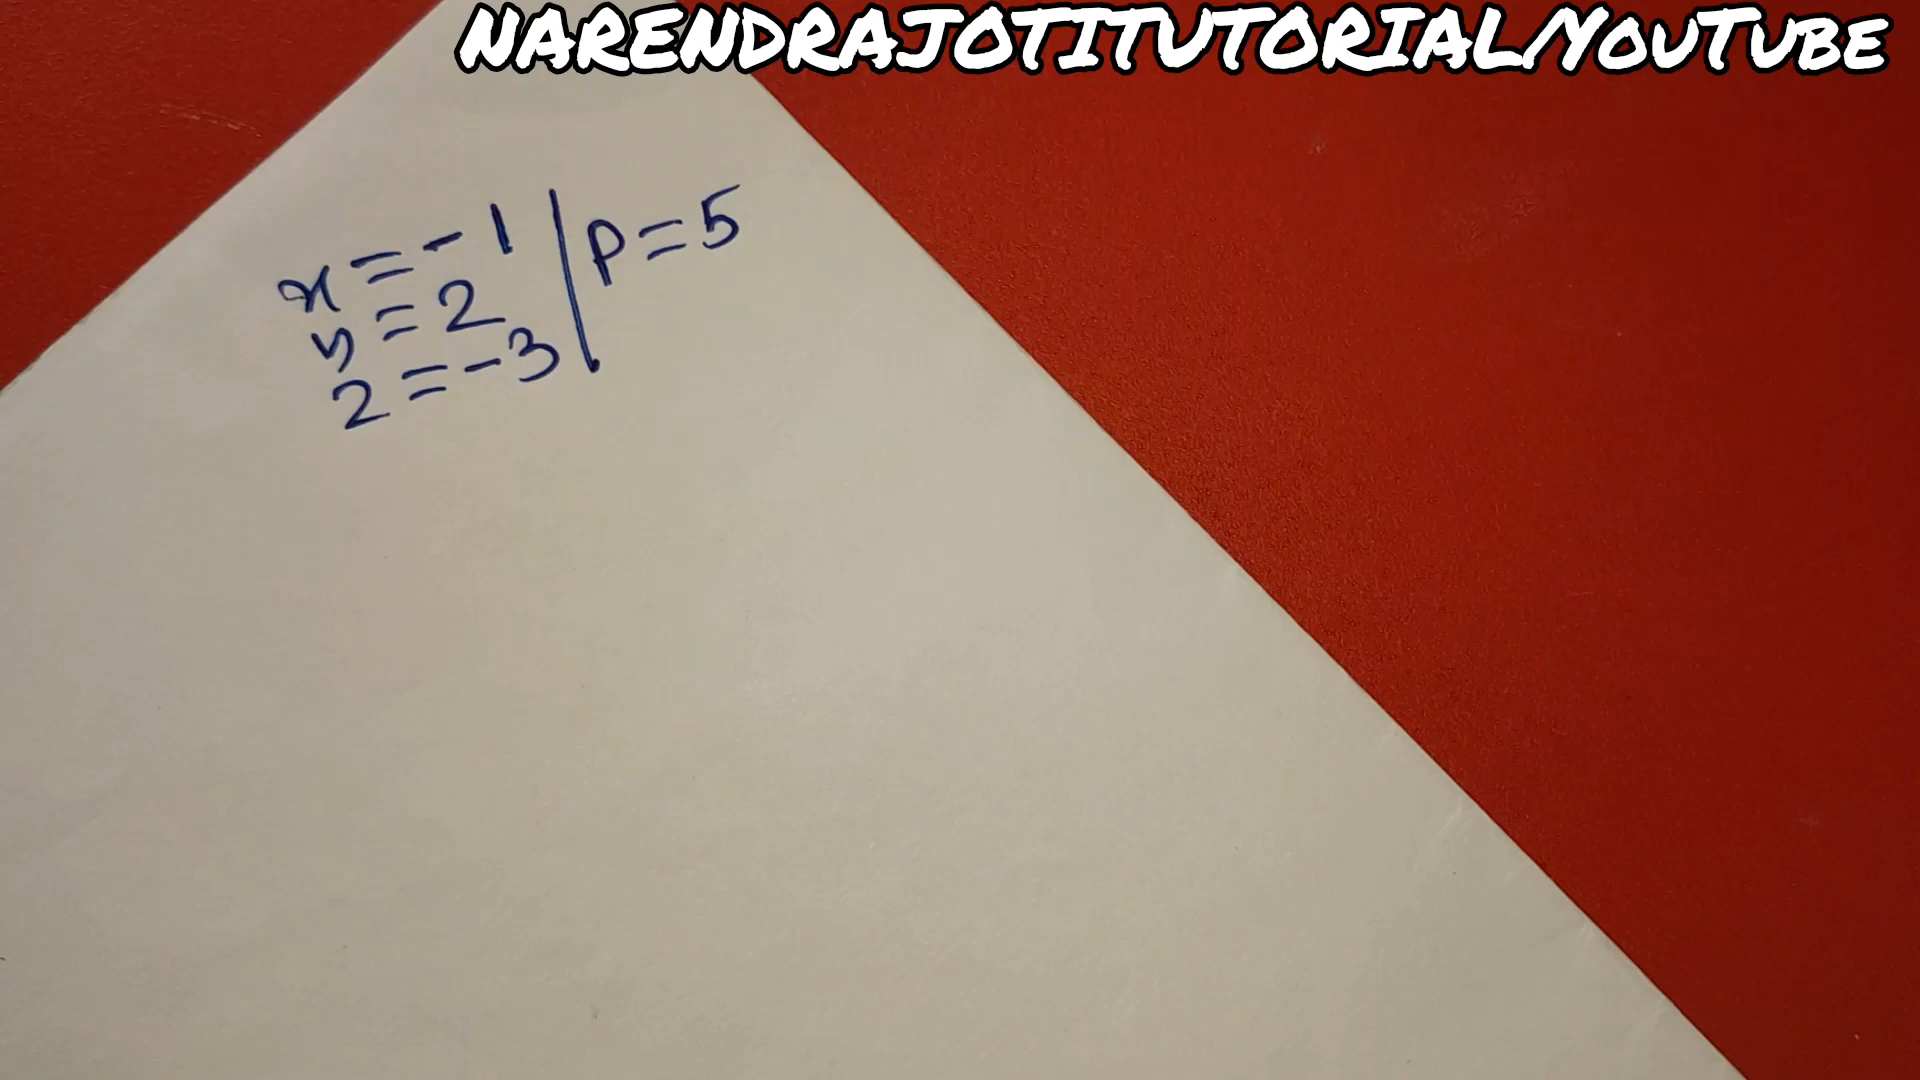 NARENDRAJOTITUTORIAL/YouTube
x = -1 | P = 5
y = 2
z = -3